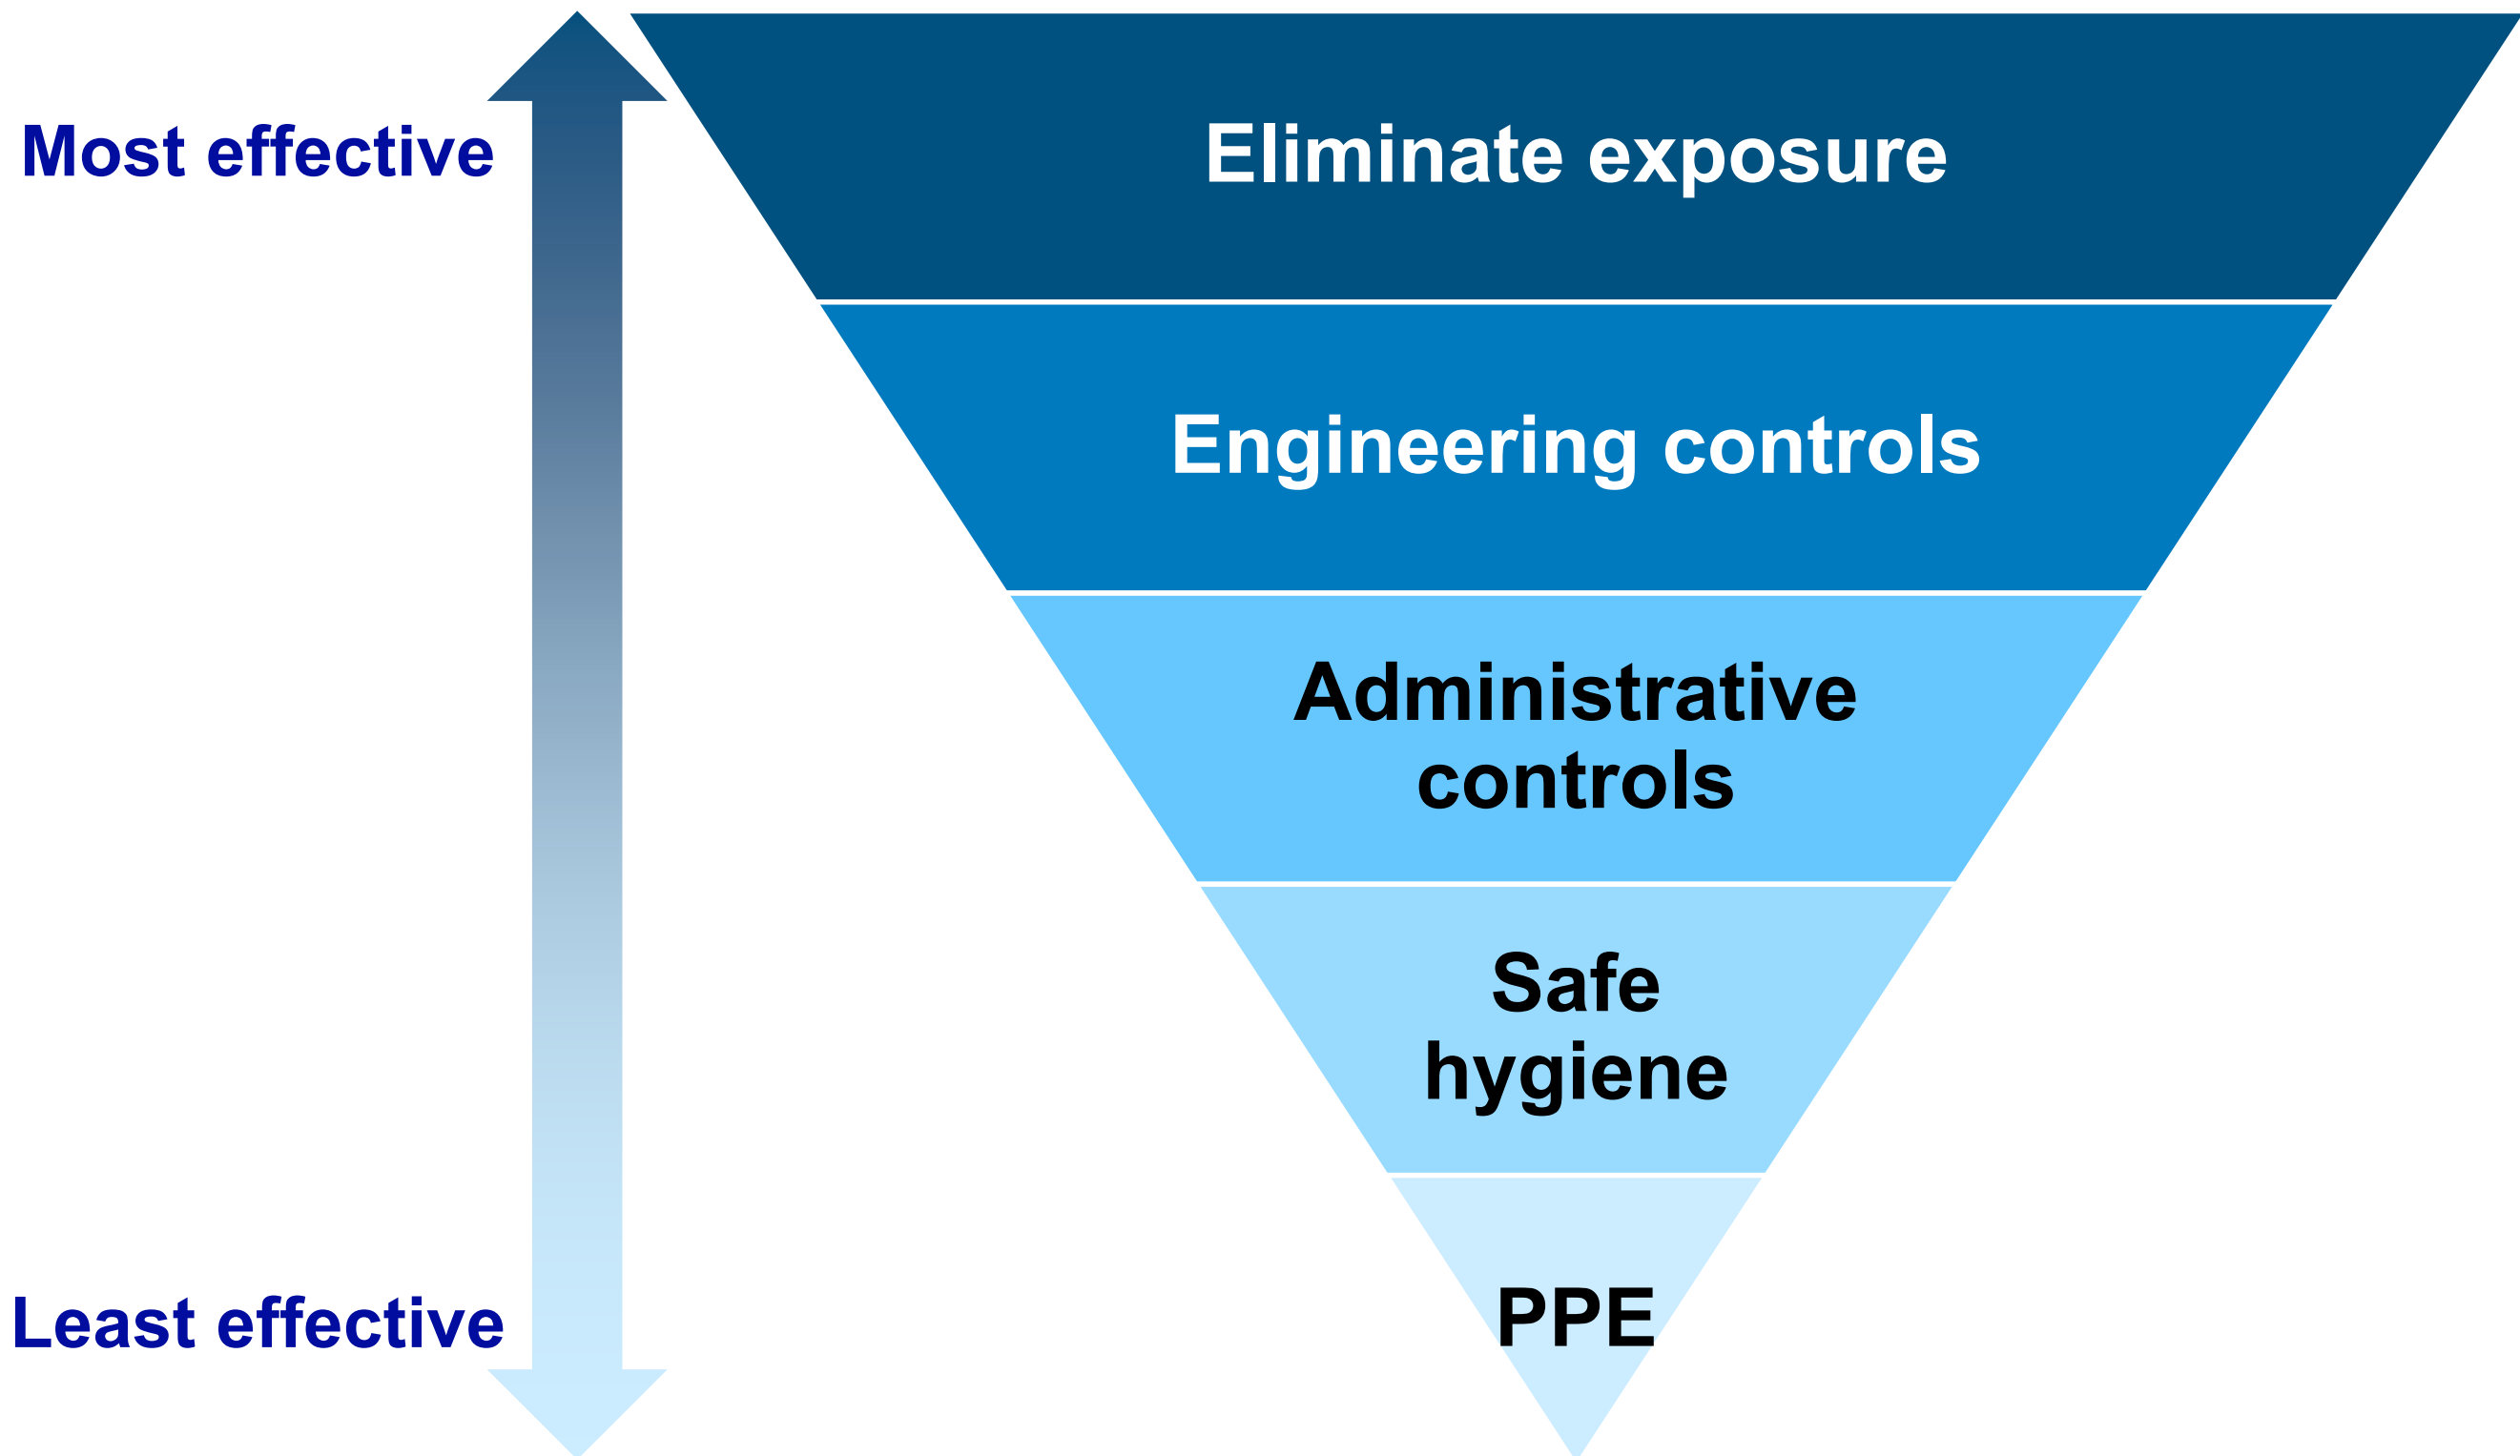 Most effective
Eliminate exposure
Engineering controls
Administrative
controls
Safe
hygiene
Least effective
PPE